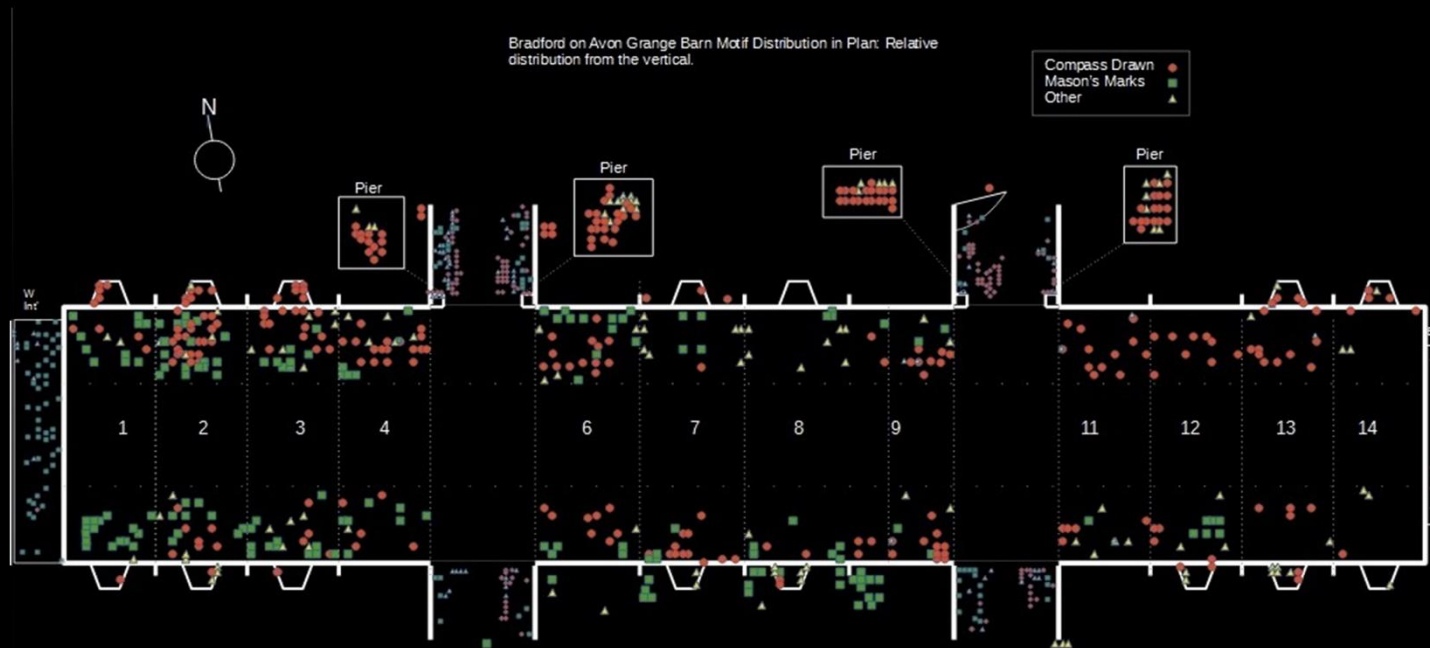 Bradford on Avon Grange Barn Motif Distribution in Plan: Relative
distribution from the vertical.
Compass Drawn
Mason's Marks
Other
N
Pier
Pier
Pier
Pier
W
Int'
1
2
3
4
6
7
8
9
11
12
13
14